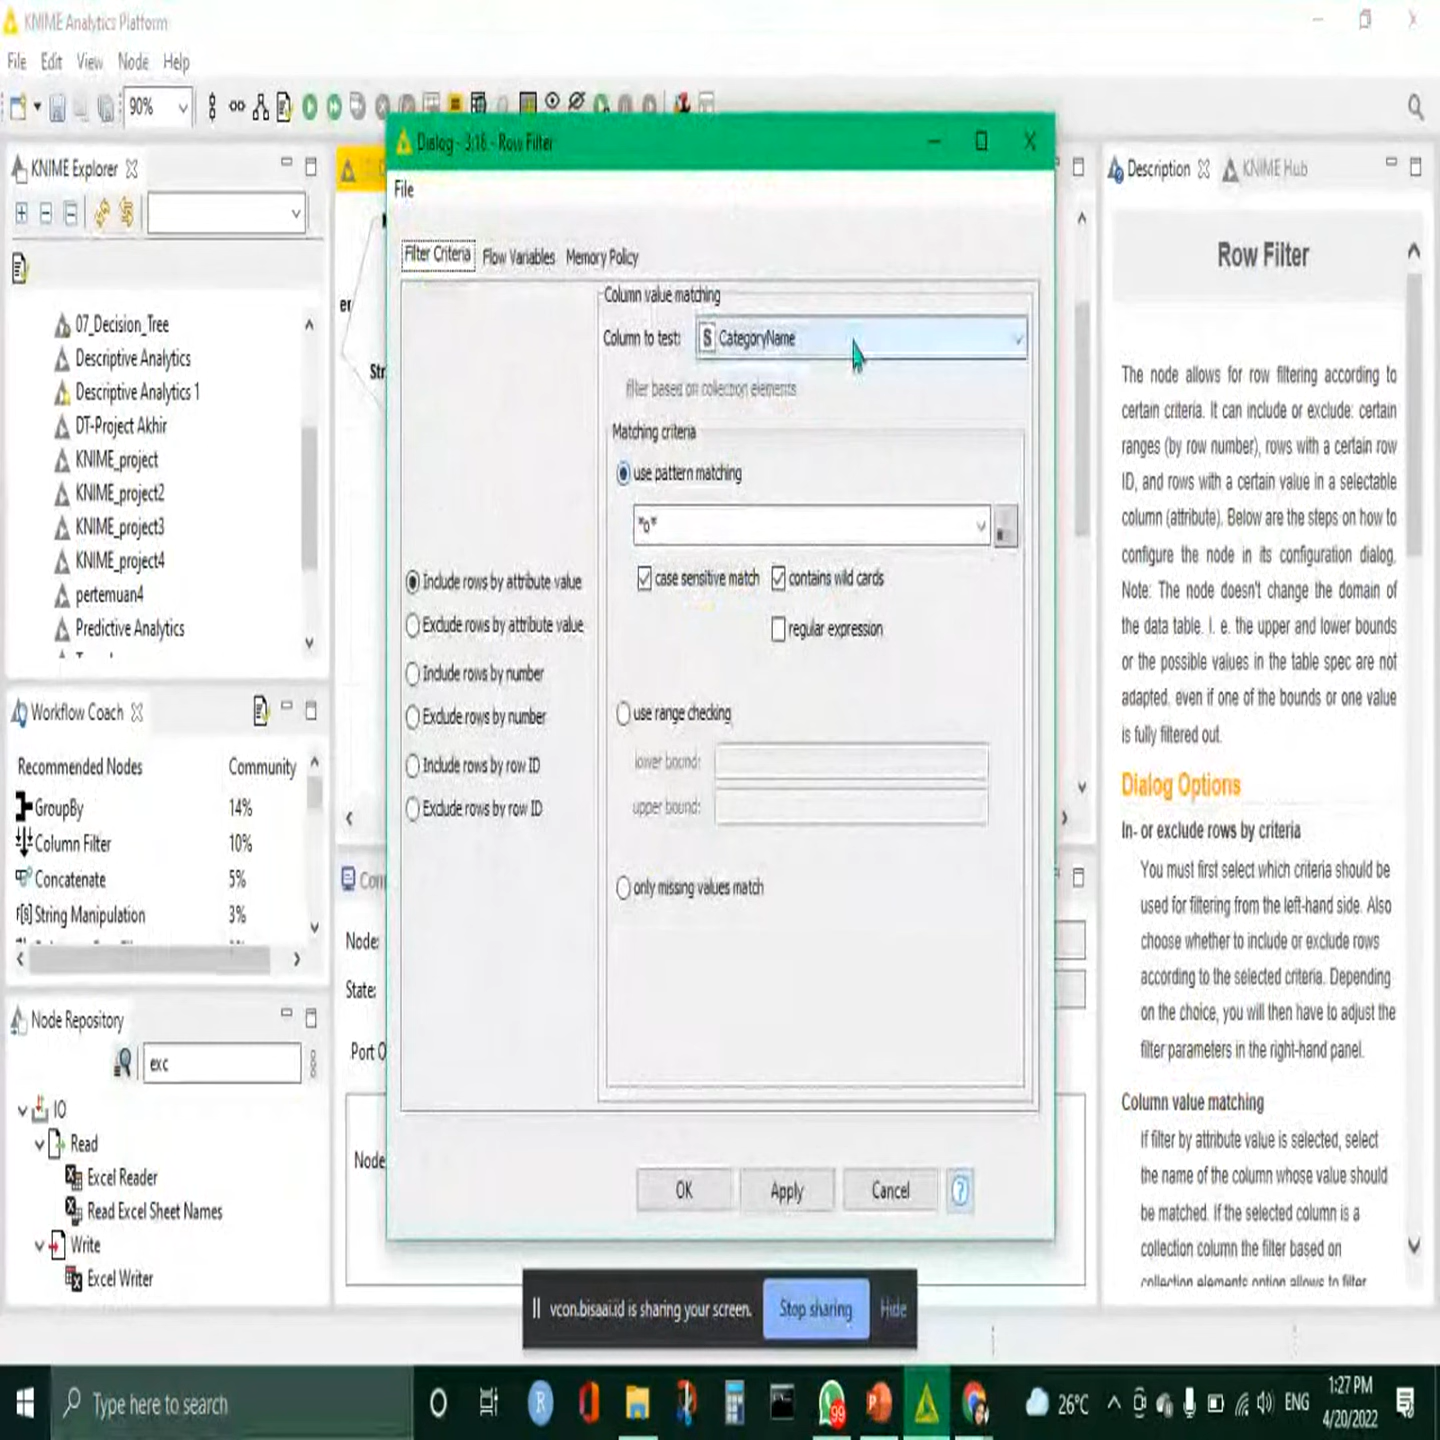 KNIME Analytics Platform
File Edit View Node Help
90%
KNIME Explorer
07_Decision_Tree
Descriptive Analytics
Descriptive Analytics 1
DT-Project Akhir
KNIME_project
KNIME_project2
KNIME_project3
KNIME_project4
pertemuan4
Predictive Analytics
Workflow Coach
Recommended Nodes Community
GroupBy 14%
Column Filter 10%
Concatenate 5%
String Manipulation 3%
Node Repository
exc
IO
Read
Excel Reader
Read Excel Sheet Names
Write
Excel Writer
er
Str
Con
Node:
State:
Port O
Node
Dialog - 3:16 - Row Filter
File
Filter Criteria Flow Variables Memory Policy
Include rows by attribute value
Exclude rows by attribute value
Include rows by number
Exclude rows by number
Include rows by row ID
Exclude rows by row ID
Column value matching
Column to test: S CategoryName
filter based on collection elements
Matching criteria
use pattern matching
*o*
case sensitive match contains wild cards
regular expression
use range checking
lower bound:
upper bound:
only missing values match
OK Apply Cancel ?
Description KNIME Hub
Row Filter
The node allows for row filtering according to
certain criteria. It can include or exclude: certain
ranges (by row number), rows with a certain row
ID, and rows with a certain value in a selectable
column (attribute). Below are the steps on how to
configure the node in its configuration dialog.
Note: The node doesn't change the domain of
the data table. I. e. the upper and lower bounds
or the possible values in the table spec are not
adapted, even if one of the bounds or one value
is fully filtered out.
Dialog Options
In- or exclude rows by criteria
You must first select which criteria should be
used for filtering from the left-hand side. Also
choose whether to include or exclude rows
according to the selected criteria. Depending
on the choice, you will then have to adjust the
filter parameters in the right-hand panel.
Column value matching
If filter by attribute value is selected, select
the name of the column whose value should
be matched. If the selected column is a
collection column the filter based on
collection elements option allows to filter
vcon.bisaai.id is sharing your screen. Stop sharing Hide
Type here to search
R
99
P
26°C
ENG
1:27 PM
4/20/2022